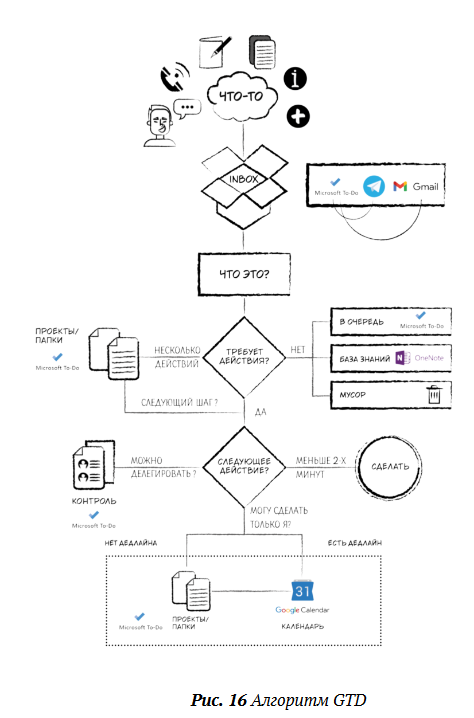 ЧТО-ТО
INBOX
Microsoft To-Do
Gmail
ЧТО ЭТО?
ПРОЕКТЫ/
ПАПКИ
Microsoft To-Do
НЕСКОЛЬКО
ДЕЙСТВИЙ
ТРЕБУЕТ
ДЕЙСТВИЯ?
НЕТ
В ОЧЕРЕДЬ
Microsoft To-Do
БАЗА ЗНАНИЙ
N
OneNote
МУСОР
СЛЕДУЮЩИЙ ШАГ?
ДА
КОНТРОЛЬ
Microsoft To-Do
МОЖНО
ДЕЛЕГИРОВАТЬ?
СЛЕДУЮЩЕЕ
ДЕЙСТВИЕ?
МЕНЬШЕ 2-Х
МИНУТ
СДЕЛАТЬ
МОГУ СДЕЛАТЬ
ТОЛЬКО Я?
НЕТ ДЕДЛАЙНА
ЕСТЬ ДЕДЛАЙН
Microsoft To-Do
ПРОЕКТЫ/
ПАПКИ
31
Google Calendar
КАЛЕНДАРЬ
Рис. 16 Алгоритм GTD